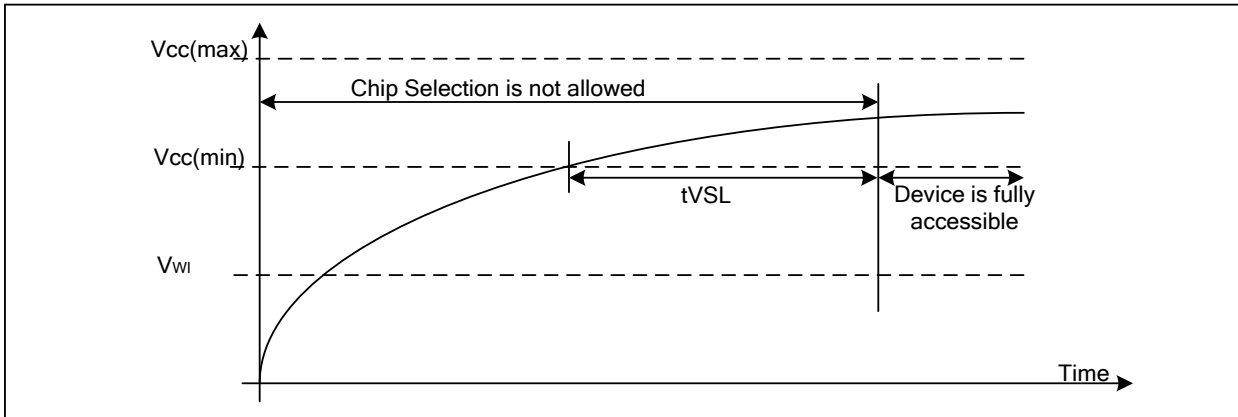 Vcc(max)
Chip Selection is not allowed
Vcc(min)
tVSL
Device is fully
accessible
VWI
Time